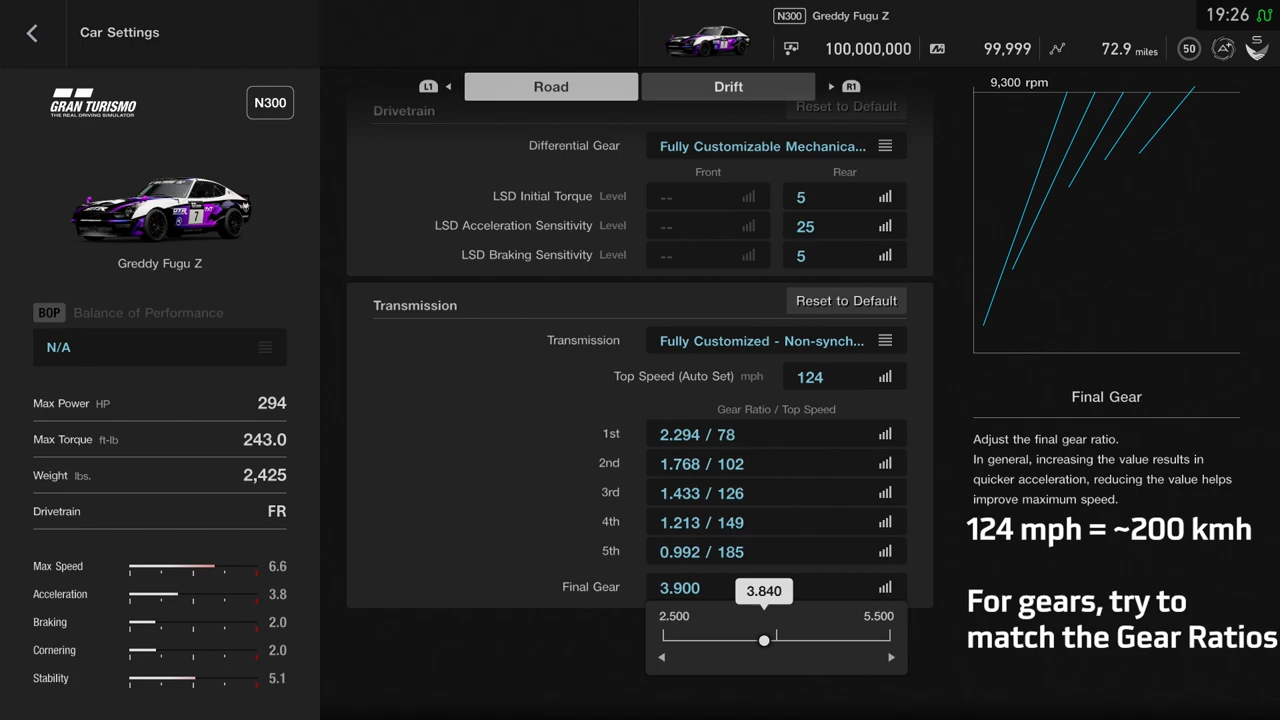 Car Settings
N300 Greddy Fugu Z
19:26
100,000,000
99,999
72.9 miles
50
S
GRAN TURISMO
THE REAL DRIVING SIMULATOR
N300
7
Greddy Fugu Z
BOP Balance of Performance
N/A
Max Power HP 294
Max Torque ft-lb 243.0
Weight lbs. 2,425
Drivetrain FR
Max Speed 6.6
Acceleration 3.8
Braking 2.0
Cornering 2.0
Stability 5.1
L1 Road Drift R1
Drivetrain Reset to Default
Differential Gear Fully Customizable Mechanica...
Front Rear
LSD Initial Torque Level -- 5
LSD Acceleration Sensitivity Level -- 25
LSD Braking Sensitivity Level -- 5
Transmission Reset to Default
Transmission Fully Customized - Non-synch...
Top Speed (Auto Set) mph 124
Gear Ratio / Top Speed
1st 2.294 / 78
2nd 1.768 / 102
3rd 1.433 / 126
4th 1.213 / 149
5th 0.992 / 185
Final Gear 3.900
3.840
2.500 5.500
9,300 rpm
Final Gear
Adjust the final gear ratio.
In general, increasing the value results in
quicker acceleration, reducing the value helps
improve maximum speed.
124 mph = ~200 kmh
For gears, try to
match the Gear Ratios